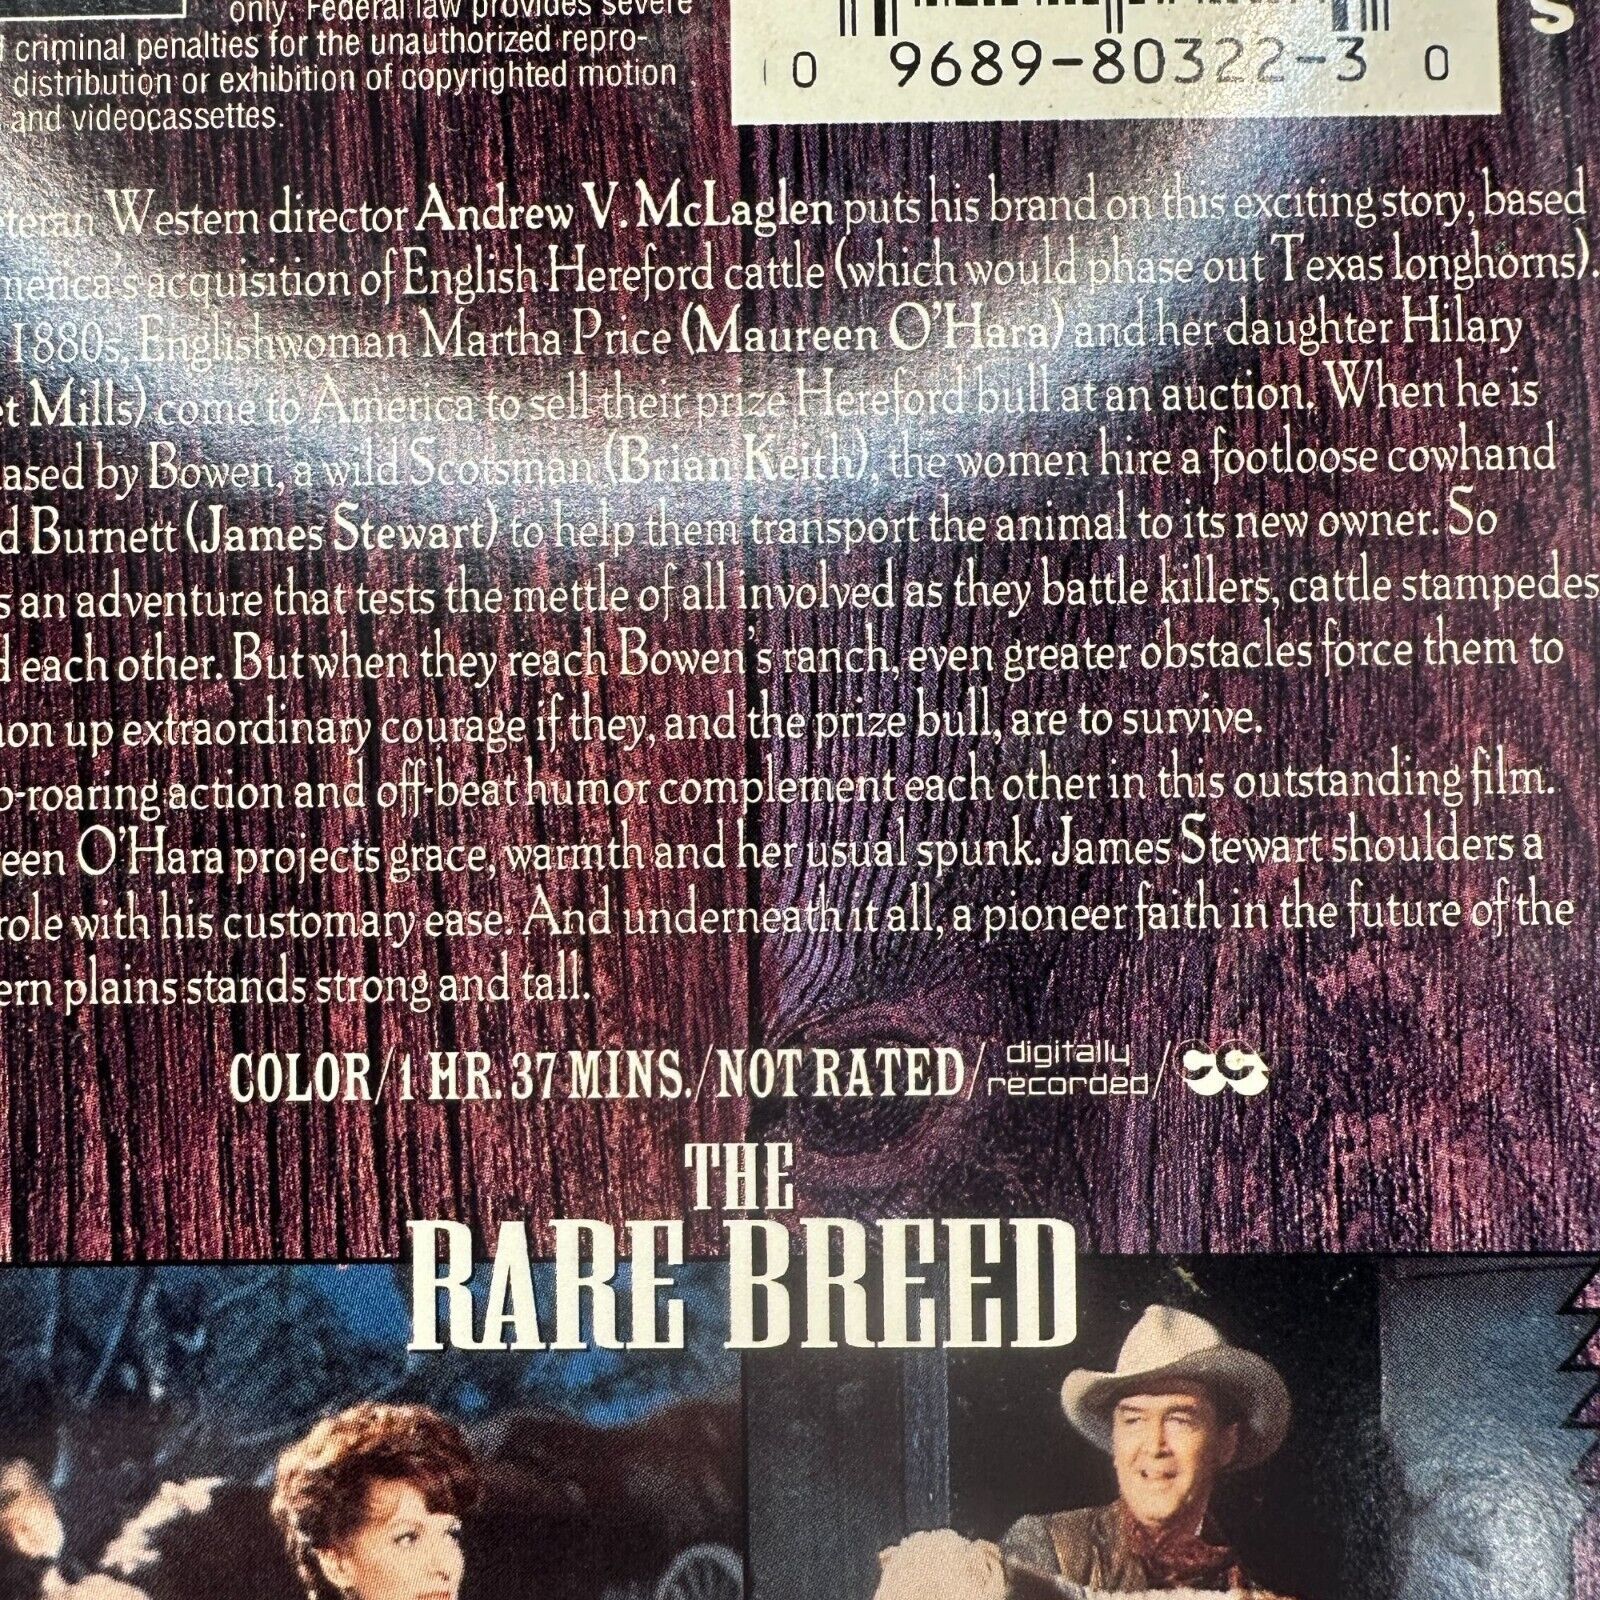 only. Federal law provides severe
criminal penalties for the unauthorized repro-
distribution or exhibition of copyrighted motion
and videocassettes.
0 9689-80322-3 0
S
teran Western director Andrew V. McLaglen puts his brand on this exciting story, based
merica's acquisition of English Hereford cattle (which would phase out Texas longhorns).
1880s, Englishwoman Martha Price (Maureen O'Hara) and her daughter Hilary
et Mills) come to America to sell their prize Hereford bull at an auction. When he is
ased by Bowen, a wild Scotsman (Brian Keith), the women hire a footloose cowhand
d Burnett (James Stewart) to help them transport the animal to its new owner. So
s an adventure that tests the mettle of all involved as they battle killers, cattle stampedes
d each other. But when they reach Bowen's ranch, even greater obstacles force them to
mon up extraordinary courage if they, and the prize bull, are to survive.
p-roaring action and off-beat humor complement each other in this outstanding film.
een O'Hara projects grace, warmth and her usual spunk. James Stewart shoulders a
role with his customary ease. And underneath it all, a pioneer faith in the future of the
ern plains stands strong and tall.
COLOR/1 HR. 37 MINS./NOT RATED/ digitally recorded /
THE
RARE BREED